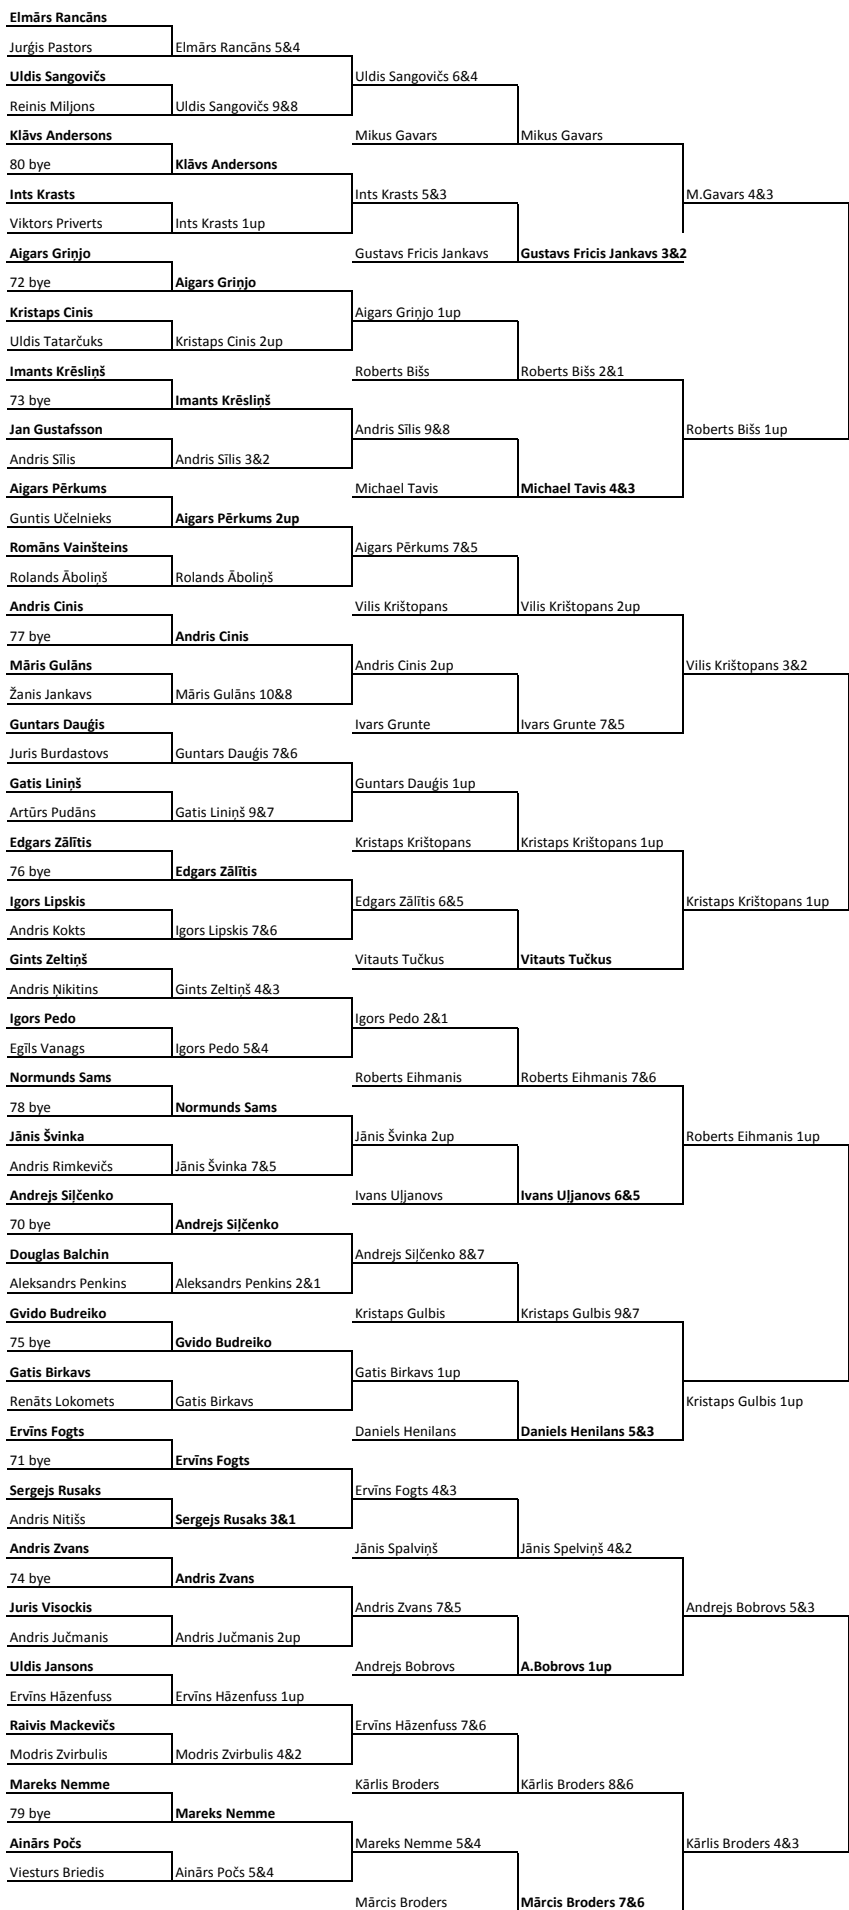 Elmārs Rancāns
Jurģis Pastors Elmārs Rancāns 5&4
Uldis Sangovičs Uldis Sangovičs 6&4
Reinis Miljons Uldis Sangovičs 9&8
Klāvs Andersons Mikus Gavars Mikus Gavars
80 bye Klāvs Andersons
Ints Krasts Ints Krasts 5&3 M.Gavars 4&3
Viktors Priverts Ints Krasts 1up
Aigars Griņjo Gustavs Fricis Jankavs Gustavs Fricis Jankavs 3&2
72 bye Aigars Griņjo
Kristaps Cinis Aigars Griņjo 1up
Uldis Tatarčuks Kristaps Cinis 2up
Imants Krēsliņš Roberts Bišs Roberts Bišs 2&1
73 bye Imants Krēsliņš
Jan Gustafsson Andris Sīlis 9&8 Roberts Bišs 1up
Andris Sīlis Andris Sīlis 3&2
Aigars Pērkums Michael Tavis Michael Tavis 4&3
Guntis Učelnieks Aigars Pērkums 2up
Romāns Vainšteins Aigars Pērkums 7&5
Rolands Āboliņš Rolands Āboliņš
Andris Cinis Vilis Krištopans Vilis Krištopans 2up
77 bye Andris Cinis
Māris Gulāns Andris Cinis 2up Vilis Krištopans 3&2
Žanis Jankavs Māris Gulāns 10&8
Guntars Dauģis Ivars Grunte Ivars Grunte 7&5
Juris Burdastovs Guntars Dauģis 7&6
Gatis Liniņš Guntars Dauģis 1up
Artūrs Pudāns Gatis Liniņš 9&7
Edgars Zālītis Kristaps Krištopans Kristaps Krištopans 1up
76 bye Edgars Zālītis
Igors Lipskis Edgars Zālītis 6&5 Kristaps Krištopans 1up
Andris Kokts Igors Lipskis 7&6
Gints Zeltiņš Vitauts Tučkus Vitauts Tučkus
Andris Ņikitins Gints Zeltiņš 4&3
Igors Pedo Igors Pedo 2&1
Egīls Vanags Igors Pedo 5&4
Normunds Sams Roberts Eihmanis Roberts Eihmanis 7&6
78 bye Normunds Sams
Jānis Švinka Jānis Švinka 2up Roberts Eihmanis 1up
Andris Rimkevičs Jānis Švinka 7&5
Andrejs Siļčenko Ivans Uļjanovs Ivans Uļjanovs 6&5
70 bye Andrejs Siļčenko
Douglas Balchin Andrejs Siļčenko 8&7
Aleksandrs Penkins Aleksandrs Penkins 2&1
Gvido Budreiko Kristaps Gulbis Kristaps Gulbis 9&7
75 bye Gvido Budreiko
Gatis Birkavs Gatis Birkavs 1up
Renāts Lokomets Gatis Birkavs Kristaps Gulbis 1up
Ervīns Fogts Daniels Henilans Daniels Henilans 5&3
71 bye Ervīns Fogts
Sergejs Rusaks Ervīns Fogts 4&3
Andris Nitišs Sergejs Rusaks 3&1
Andris Zvans Jānis Spalviņš Jānis Spelviņš 4&2
74 bye Andris Zvans
Juris Visockis Andris Zvans 7&5 Andrejs Bobrovs 5&3
Andris Jučmanis Andris Jučmanis 2up
Uldis Jansons Andrejs Bobrovs A.Bobrovs 1up
Ervīns Hāzenfuss Ervīns Hāzenfuss 1up
Raivis Mackevičs Ervīns Hāzenfuss 7&6
Modris Zvirbulis Modris Zvirbulis 4&2
Mareks Nemme Kārlis Broders Kārlis Broders 8&6
79 bye Mareks Nemme
Ainārs Počs Mareks Nemme 5&4 Kārlis Broders 4&3
Viesturs Briedis Ainārs Počs 5&4
Mārcis Broders Mārcis Broders 7&6